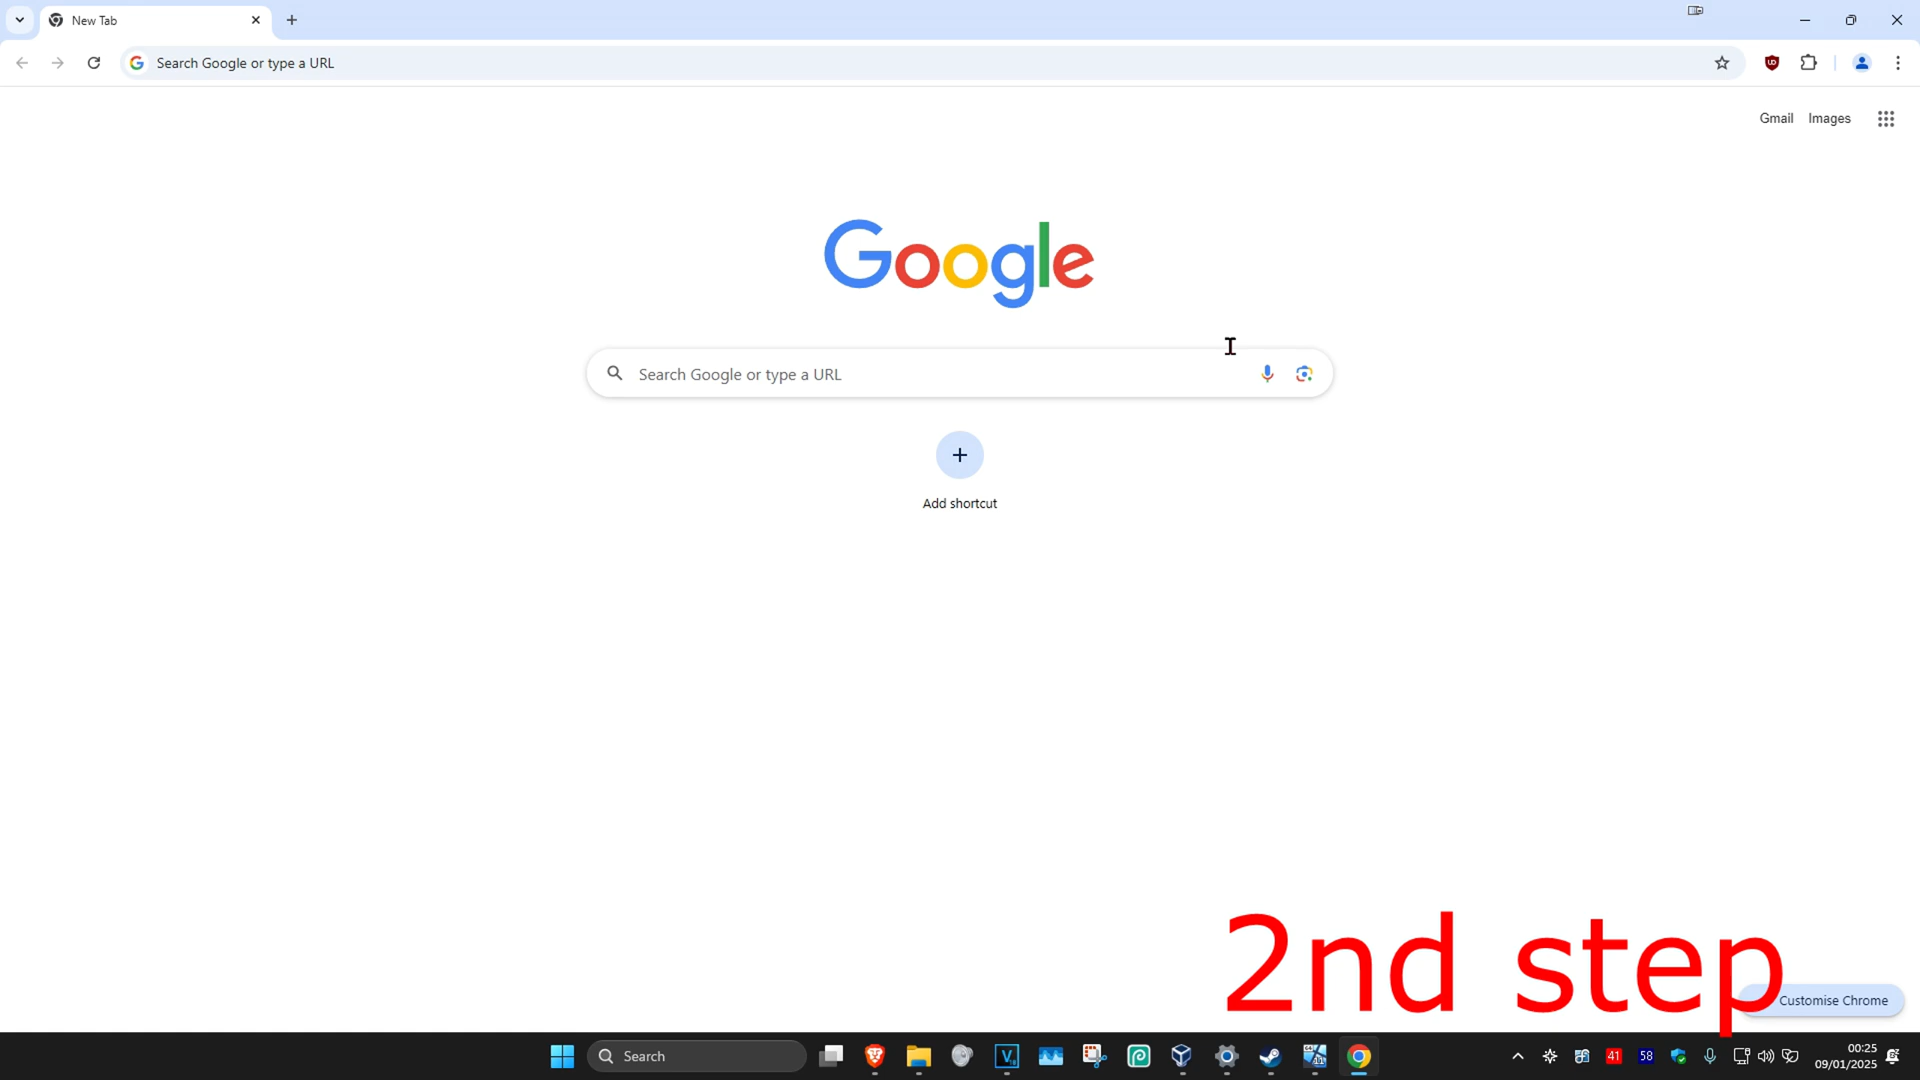 New Tab
Search Google or type a URL
Gmail Images
Google
Search Google or type a URL
Add shortcut
2nd step
Customise Chrome
Search
41 58
00:25
09/01/2025